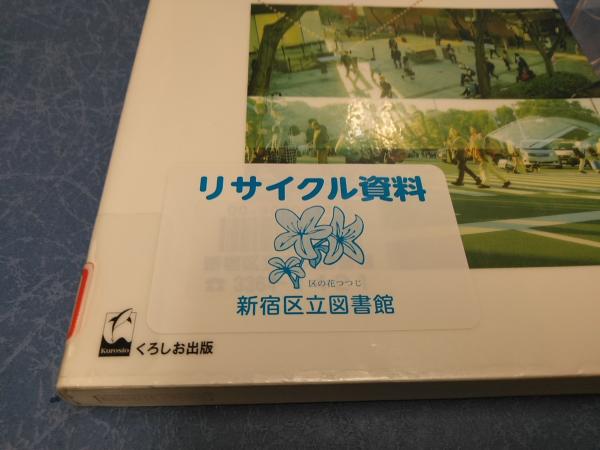 リサイクル資料
区の花つつじ
新宿区立図書館
Kurosio
くろしお出版